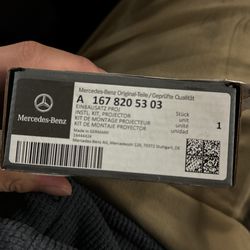 Mercedes-Benz Original-Teile / Geprüfte Qualität
A 167 820 53 03
EINBAUSATZ PROJ
INSTL. KIT, PROJECTOR
KIT DE MONTAGE PROJECTEUR
KIT DE MONTAJE PROYECTOR
Stück
unit
unité
unidad
1
Made in GERMANY
Mercedes-Benz AG, Mercedesstr. 120, 70372 Stuttgart, DE
Mercedes-Benz